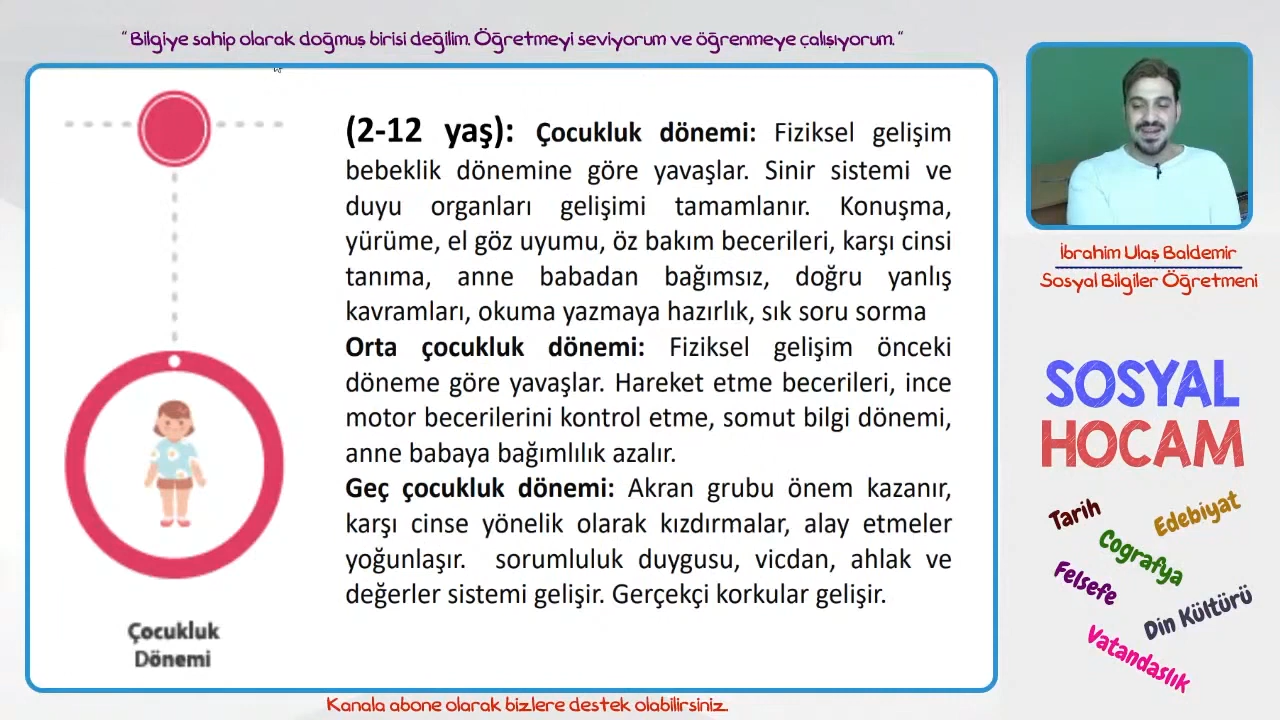 “ Bilgiye sahip olarak doğmuş birisi değilim. Öğretmeyi seviyorum ve öğrenmeye çalışıyorum. “
(2-12 yaş): Çocukluk dönemi: Fiziksel gelişim
bebeklik dönemine göre yavaşlar. Sinir sistemi ve
duyu organları gelişimi tamamlanır. Konuşma,
yürüme, el göz uyumu, öz bakım becerileri, karşı cinsi
tanıma, anne babadan bağımsız, doğru yanlış
kavramları, okuma yazmaya hazırlık, sık soru sorma
Orta çocukluk dönemi: Fiziksel gelişim önceki
döneme göre yavaşlar. Hareket etme becerileri, ince
motor becerilerini kontrol etme, somut bilgi dönemi,
anne babaya bağımlılık azalır.
Geç çocukluk dönemi: Akran grubu önem kazanır,
karşı cinse yönelik olarak kızdırmalar, alay etmeler
yoğunlaşır. sorumluluk duygusu, vicdan, ahlak ve
değerler sistemi gelişir. Gerçekçi korkular gelişir.
Çocukluk
Dönemi
İbrahim Ulaş Baldemir
Sosyal Bilgiler Öğretmeni
SOSYAL
HOCAM
Tarih
Edebiyat
Coğrafya
Felsefe
Din Kültürü
Vatandaslık
Kanala abone olarak bizlere destek olabilirsiniz.